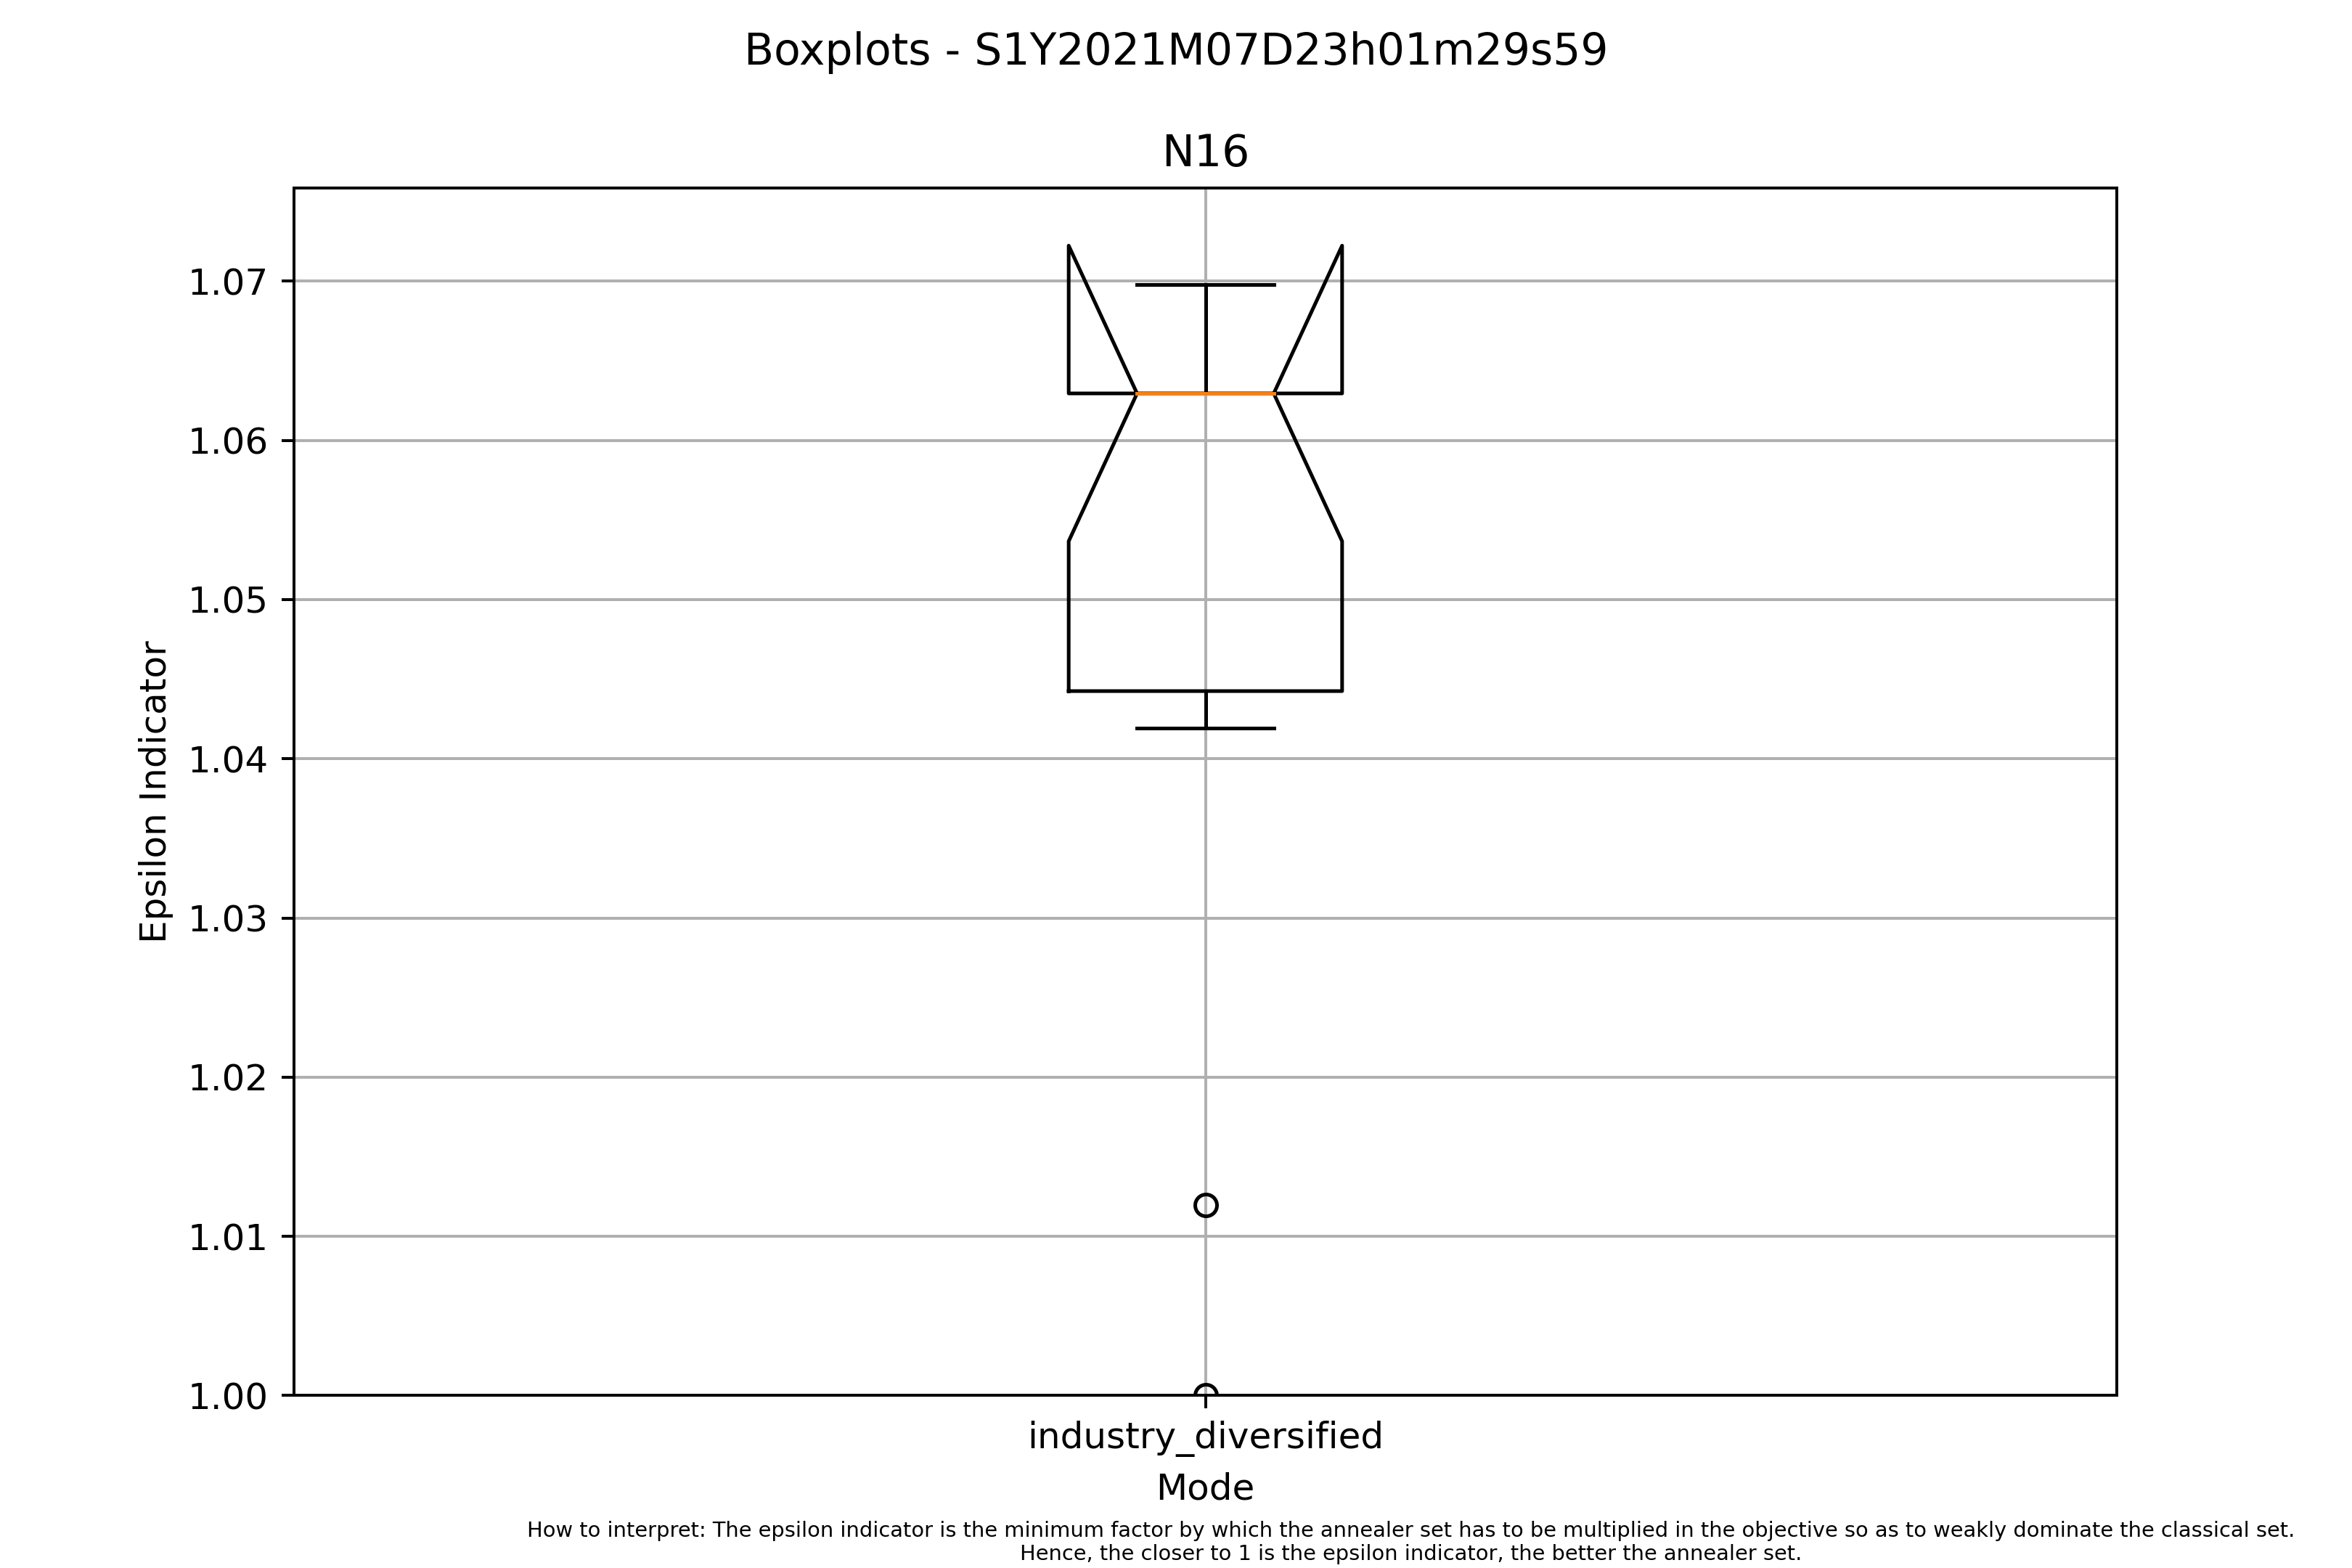 Boxplots - S1Y2021M07D23h01m29s59
N16
1.07
1.06
1.05
1.04
1.03
1.02
1.01
1.00
Epsilon Indicator
industry_diversified
Mode
How to interpret: The epsilon indicator is the minimum factor by which the annealer set has to be multiplied in the objective so as to weakly dominate the classical set.
Hence, the closer to 1 is the epsilon indicator, the better the annealer set.